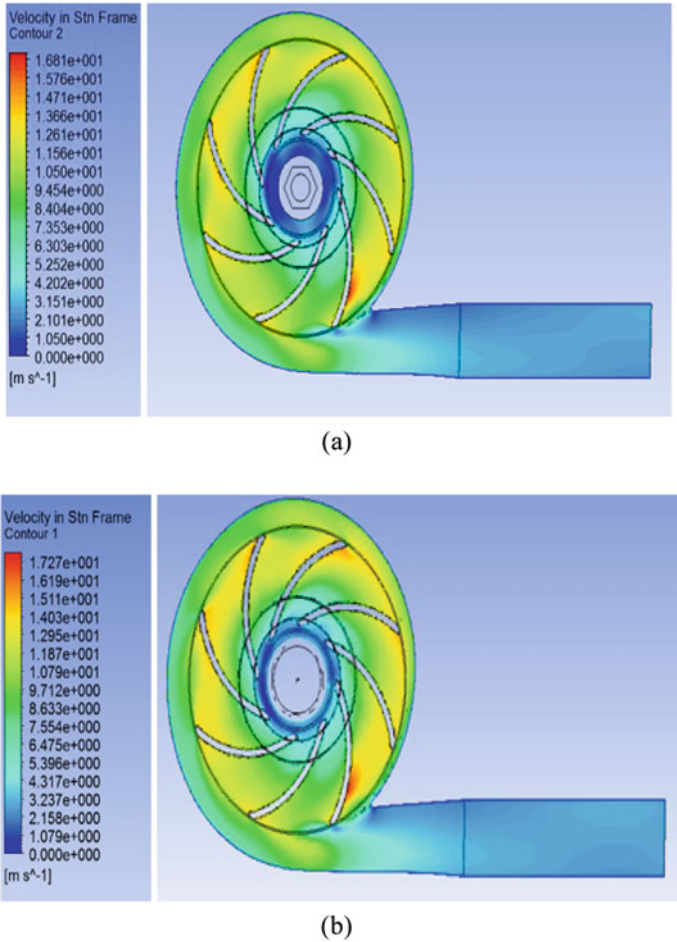 Velocity in Stn Frame
Contour 2
1.681e+001
1.576e+001
1.471e+001
1.366e+001
1.261e+001
1.156e+001
1.050e+001
9.454e+000
8.404e+000
7.353e+000
6.303e+000
5.252e+000
4.202e+000
3.151e+000
2.101e+000
1.050e+000
0.000e+000
[m s^-1]
(a)
Velocity in Stn Frame
Contour 1
1.727e+001
1.619e+001
1.511e+001
1.403e+001
1.295e+001
1.187e+001
1.079e+001
9.712e+000
8.633e+000
7.554e+000
6.475e+000
5.396e+000
4.317e+000
3.237e+000
2.158e+000
1.079e+000
0.000e+000
[m s^-1]
(b)